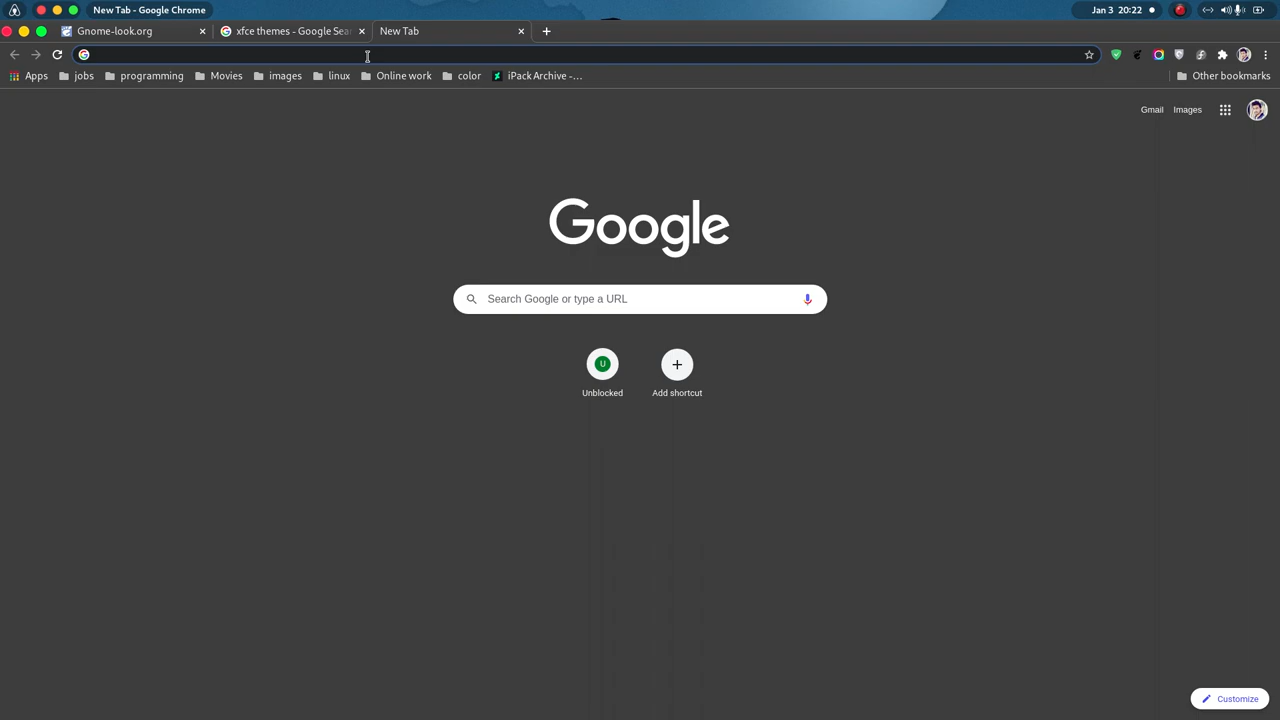 New Tab - Google Chrome
Jan 3 20:22
Gnome-look.org
xfce themes - Google Sea
New Tab
Apps
jobs
programming
Movies
images
linux
Online work
color
iPack Archive -...
Other bookmarks
Gmail
Images
Google
Search Google or type a URL
U
Unblocked
Add shortcut
Customize